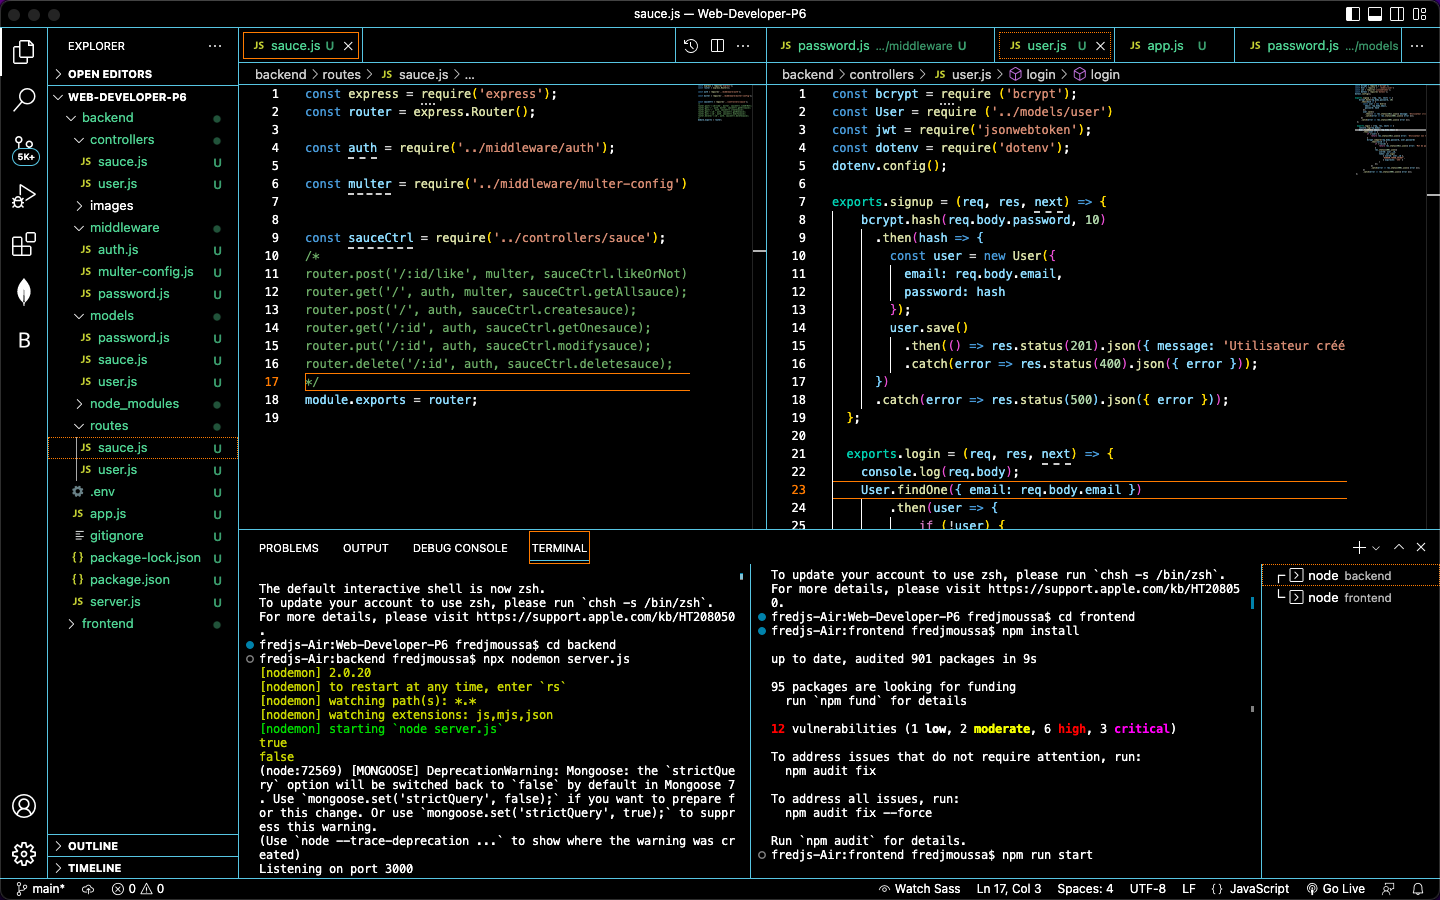 sauce.js — Web-Developer-P6
EXPLORER
OPEN EDITORS
WEB-DEVELOPER-P6
backend
controllers
JS sauce.js U
JS user.js U
images
middleware
JS auth.js U
JS multer-config.js U
JS password.js U
models
JS password.js U
JS sauce.js U
JS user.js U
node_modules
routes
JS sauce.js U
JS user.js U
.env U
JS app.js U
gitignore U
{} package-lock.json U
{} package.json U
JS server.js U
frontend
OUTLINE
TIMELINE
5K+
B
JS sauce.js U
backend > routes > JS sauce.js > ...
1 const express = require('express');
2 const router = express.Router();
3
4 const auth = require('../middleware/auth');
5
6 const multer = require('../middleware/multer-config')
7
8
9 const sauceCtrl = require('../controllers/sauce');
10 /*
11 router.post('/:id/like', multer, sauceCtrl.likeOrNot)
12 router.get('/', auth, multer, sauceCtrl.getAllsauce);
13 router.post('/', auth, sauceCtrl.createsauce);
14 router.get('/:id', auth, sauceCtrl.getOnesauce);
15 router.put('/:id', auth, sauceCtrl.modifysauce);
16 router.delete('/:id', auth, sauceCtrl.deletesauce);
17 */
18 module.exports = router;
19
JS password.js .../middleware U
JS user.js U
JS app.js U
JS password.js .../models
backend > controllers > JS user.js > login > login
1 const bcrypt = require ('bcrypt');
2 const User = require ('../models/user')
3 const jwt = require('jsonwebtoken');
4 const dotenv = require('dotenv');
5 dotenv.config();
6
7 exports.signup = (req, res, next) => {
8 bcrypt.hash(req.body.password, 10)
9 .then(hash => {
10 const user = new User({
11 email: req.body.email,
12 password: hash
13 });
14 user.save()
15 .then(() => res.status(201).json({ message: 'Utilisateur créé
16 .catch(error => res.status(400).json({ error }));
17 })
18 .catch(error => res.status(500).json({ error }));
19 };
20
21 exports.login = (req, res, next) => {
22 console.log(req.body);
23 User.findOne({ email: req.body.email })
24 .then(user => {
25 if (!user) {
PROBLEMS OUTPUT DEBUG CONSOLE TERMINAL
The default interactive shell is now zsh.
To update your account to use zsh, please run `chsh -s /bin/zsh`.
For more details, please visit https://support.apple.com/kb/HT208050
.
fredjs-Air:Web-Developer-P6 fredjmoussa$ cd backend
fredjs-Air:backend fredjmoussa$ npx nodemon server.js
[nodemon] 2.0.20
[nodemon] to restart at any time, enter `rs`
[nodemon] watching path(s): *.*
[nodemon] watching extensions: js,mjs,json
[nodemon] starting `node server.js`
true
false
(node:72569) [MONGOOSE] DeprecationWarning: Mongoose: the `strictQue
ry` option will be switched back to `false` by default in Mongoose 7
. Use `mongoose.set('strictQuery', false);` if you want to prepare f
or this change. Or use `mongoose.set('strictQuery', true);` to suppr
ess this warning.
(Use `node --trace-deprecation ...` to show where the warning was cr
eated)
Listening on port 3000
To update your account to use zsh, please run `chsh -s /bin/zsh`.
For more details, please visit https://support.apple.com/kb/HT20805
0.
fredjs-Air:Web-Developer-P6 fredjmoussa$ cd frontend
fredjs-Air:frontend fredjmoussa$ npm install
up to date, audited 901 packages in 9s
95 packages are looking for funding
run `npm fund` for details
12 vulnerabilities (1 low, 2 moderate, 6 high, 3 critical)
To address issues that do not require attention, run:
npm audit fix
To address all issues, run:
npm audit fix --force
Run `npm audit` for details.
fredjs-Air:frontend fredjmoussa$ npm run start
node backend
node frontend
main* 0 0
Watch Sass Ln 17, Col 3 Spaces: 4 UTF-8 LF {} JavaScript Go Live